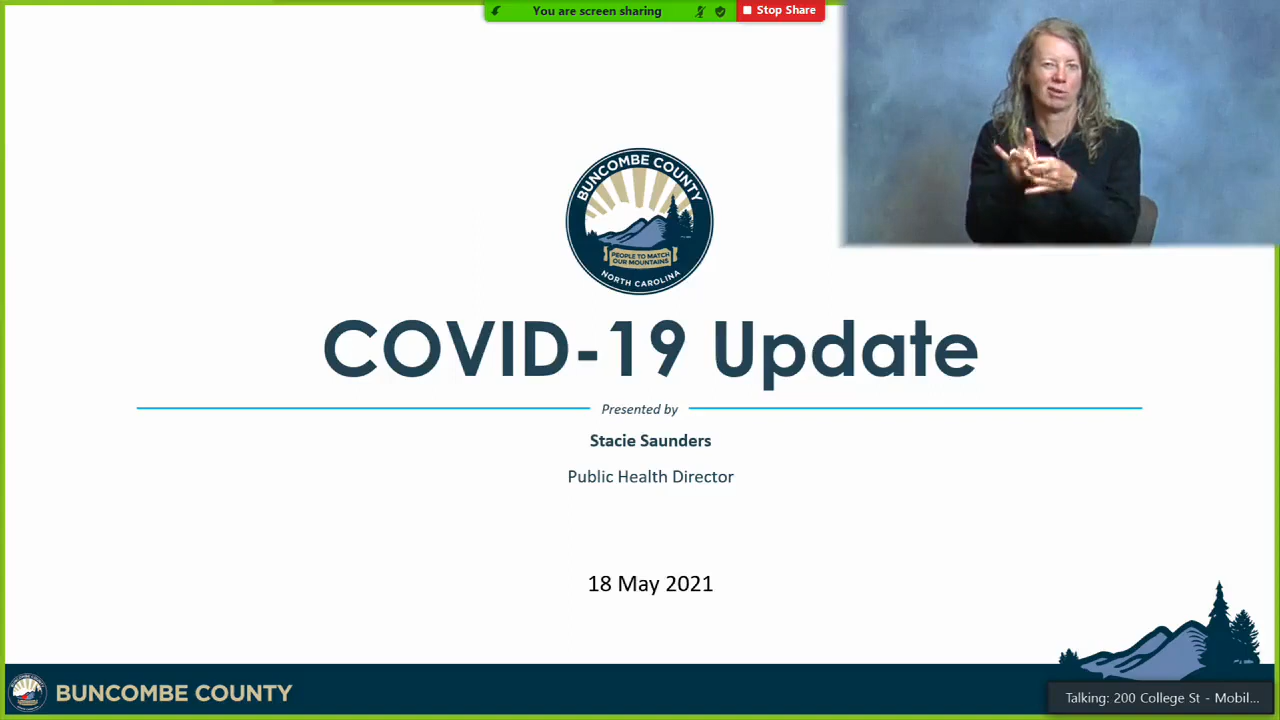 You are screen sharing
Stop Share
BUNCOMBE COUNTY
PEOPLE TO MATCH
OUR MOUNTAINS
NORTH CAROLINA
COVID-19 Update
Presented by
Stacie Saunders
Public Health Director
18 May 2021
BUNCOMBE COUNTY
Talking: 200 College St - Mobil...